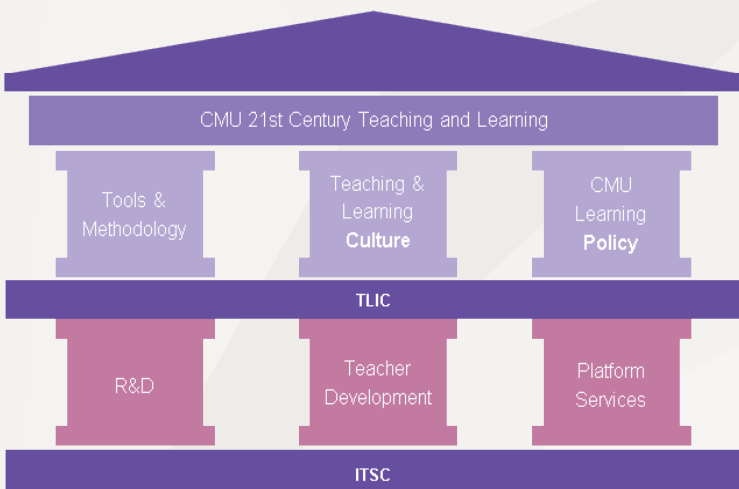 CMU 21st Century Teaching and Learning
Tools &
Methodology
Teaching &
Learning
Culture
CMU
Learning
Policy
TLIC
R&D
Teacher
Development
Platform
Services
ITSC